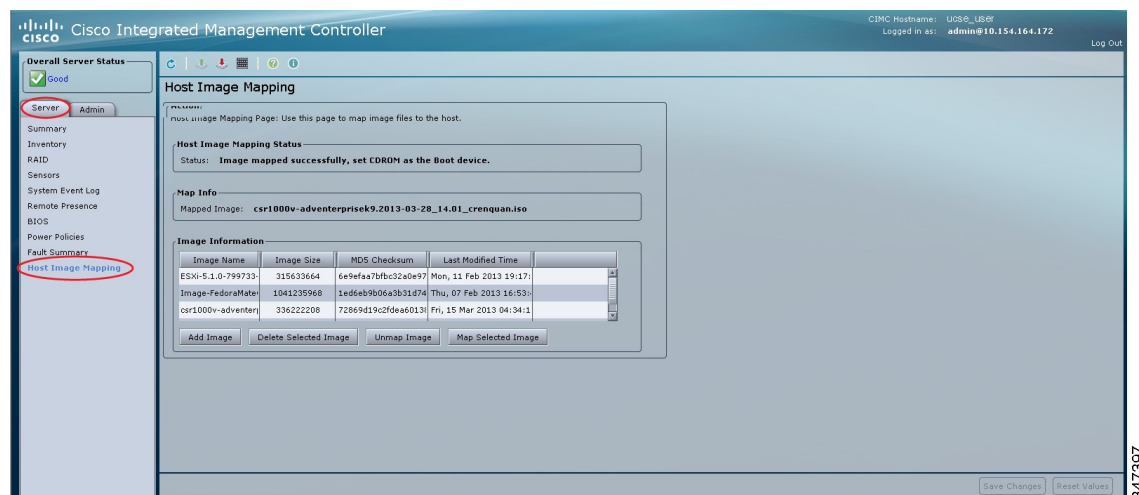 CISCO Cisco Integrated Management Controller
CIMC Hostname: ucse_user
Logged in as: admin@10.154.164.172
Log Out
Overall Server Status
Good
Server Admin
Summary
Inventory
RAID
Sensors
System Event Log
Remote Presence
BIOS
Power Policies
Fault Summary
Host Image Mapping
Host Image Mapping
Action:
Host Image Mapping Page: Use this page to map image files to the host.
Host Image Mapping Status
Status: Image mapped successfully, set CDROM as the Boot device.
Map Info
Mapped Image: csr1000v-adventerprisek9.2013-03-28_14.01_crenquan.iso
Image Information
Image Name Image Size MD5 Checksum Last Modified Time
ESXi-5.1.0-799733- 315633664 6e9efaa7bfbc32a0e97 Mon, 11 Feb 2013 19:17:
Image-FedoraMate 1041235968 1ed6eb9b06a3b31d74 Thu, 07 Feb 2013 16:53:
csr1000v-adventer 336222208 72869d19c2fdea6013 Fri, 15 Mar 2013 04:34:1
Add Image Delete Selected Image Unmap Image Map Selected Image
Save Changes Reset Values